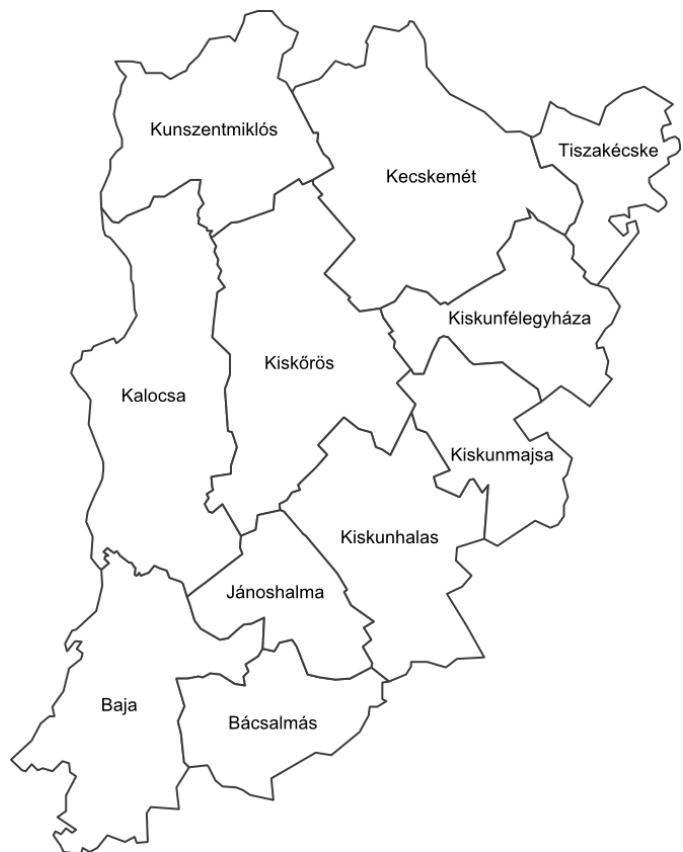 Kunszentmiklós
Tiszakécske
Kecskemét
Kiskunfélegyháza
Kiskőrös
Kalocsa
Kiskunmajsa
Kiskunhalas
Jánoshalma
Baja
Bácsalmás